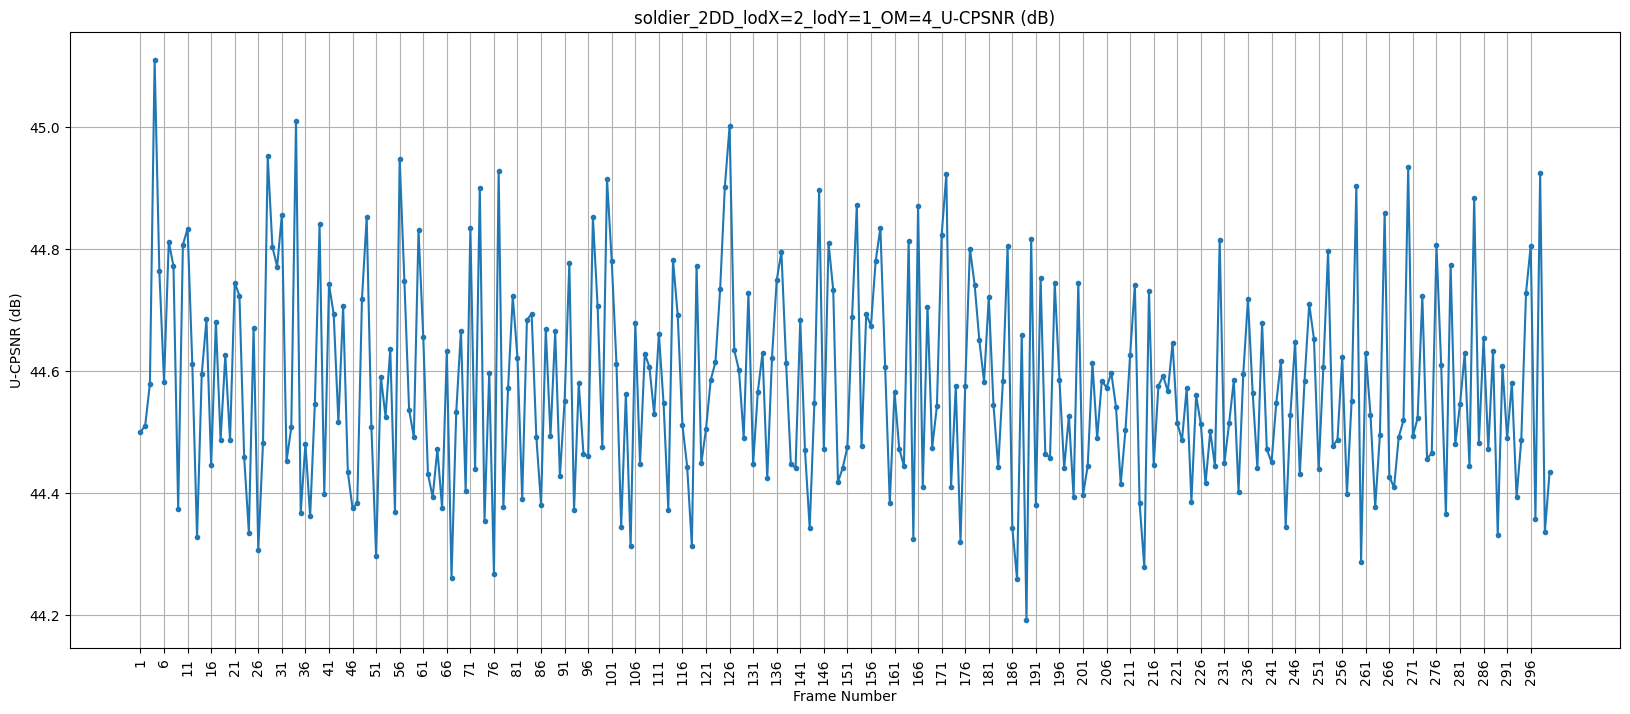 soldier_2DD_lodX=2_lodY=1_OM=4_U-CPSNR (dB)
U-CPSNR (dB)
45.0
44.8
44.6
44.4
44.2
1 6 11 16 21 26 31 36 41 46 51 56 61 66 71 76 81 86 91 96 101 106 111 116 121 126 131 136 141 146 151 156 161 166 171 176 181 186 191 196 201 206 211 216 221 226 231 236 241 246 251 256 261 266 271 276 281 286 291 296
Frame Number